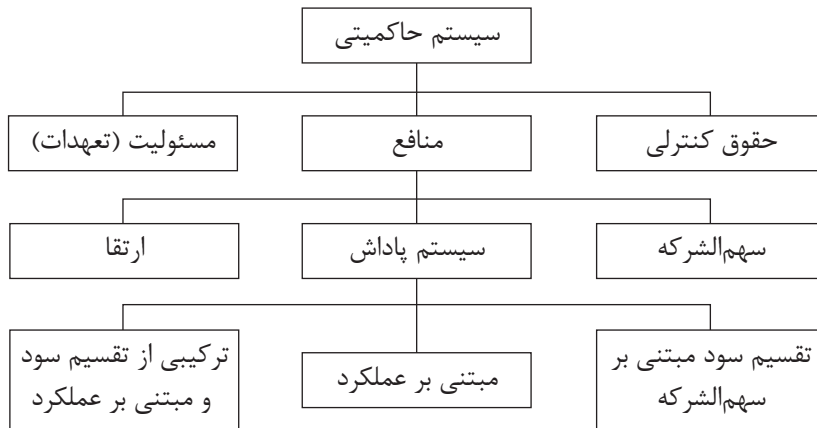 سیستم حاکمیتی
حقوق کنترلی
منافع
مسئولیت (تعهدات)
سهم‌الشرکه
سیستم پاداش
ارتقا
تقسیم سود مبتنی بر
سهم‌الشرکه
مبتنی بر عملکرد
ترکیبی از تقسیم سود
و مبتنی بر عملکرد